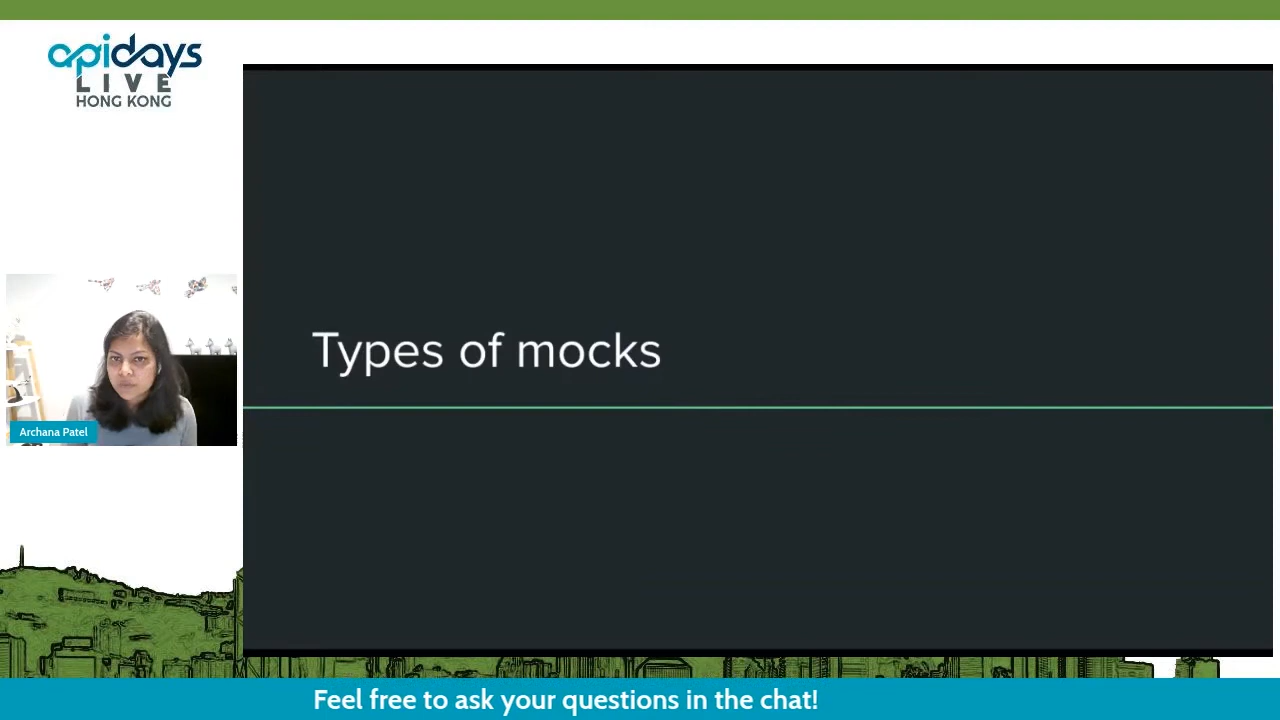 apidays
LIVE
HONG KONG
Types of mocks
Archana Patel
Feel free to ask your questions in the chat!